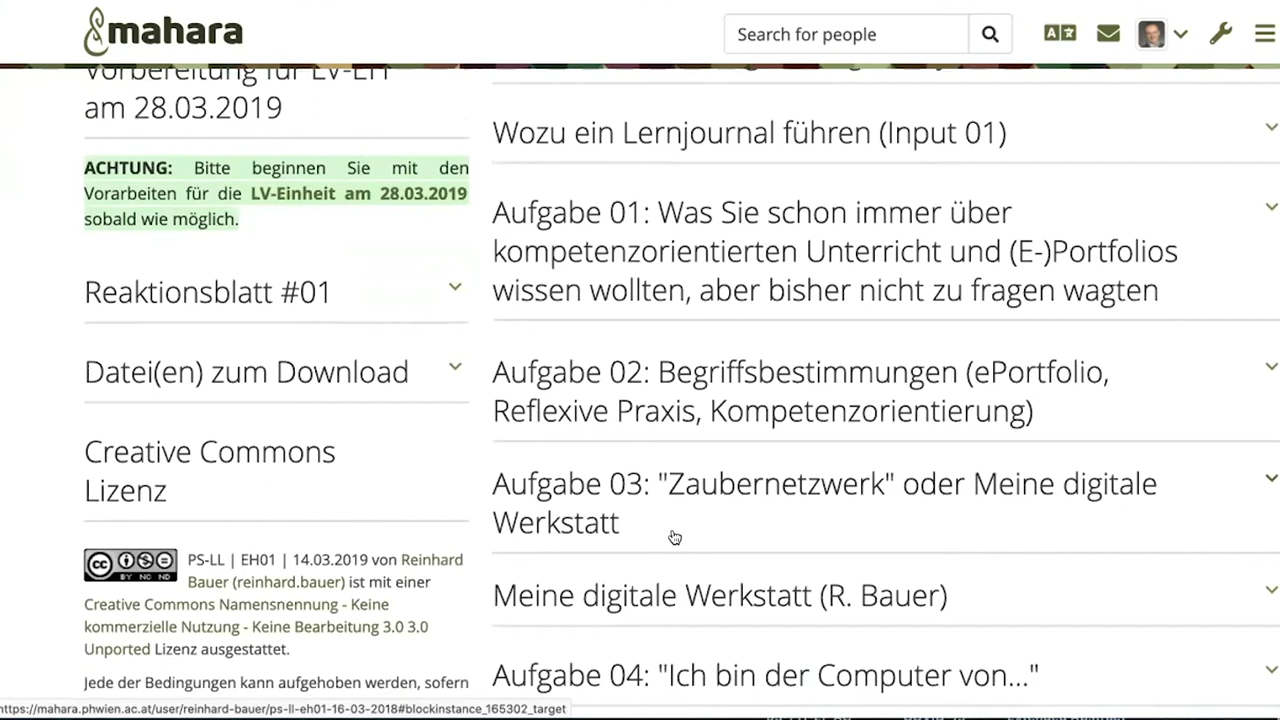 mahara
Search for people
Vorbereitung für LV-EH
am 28.03.2019
ACHTUNG: Bitte beginnen Sie mit den
Vorarbeiten für die LV-Einheit am 28.03.2019
sobald wie möglich.
Reaktionsblatt #01
Datei(en) zum Download
Creative Commons
Lizenz
BY NC ND
PS-LL | EH01 | 14.03.2019 von Reinhard
Bauer (reinhard.bauer) ist mit einer
Creative Commons Namensnennung - Keine
kommerzielle Nutzung - Keine Bearbeitung 3.0 3.0
Unported Lizenz ausgestattet.
Jede der Bedingungen kann aufgehoben werden, sofern
Wozu ein Lernjournal führen (Input 01)
Aufgabe 01: Was Sie schon immer über
kompetenzorientierten Unterricht und (E-)Portfolios
wissen wollten, aber bisher nicht zu fragen wagten
Aufgabe 02: Begriffsbestimmungen (ePortfolio,
Reflexive Praxis, Kompetenzorientierung)
Aufgabe 03: "Zaubernetzwerk" oder Meine digitale
Werkstatt
Meine digitale Werkstatt (R. Bauer)
Aufgabe 04: "Ich bin der Computer von..."
https://mahara.phwien.ac.at/user/reinhard-bauer/ps-ll-eh01-16-03-2018#blockinstance_165302_target